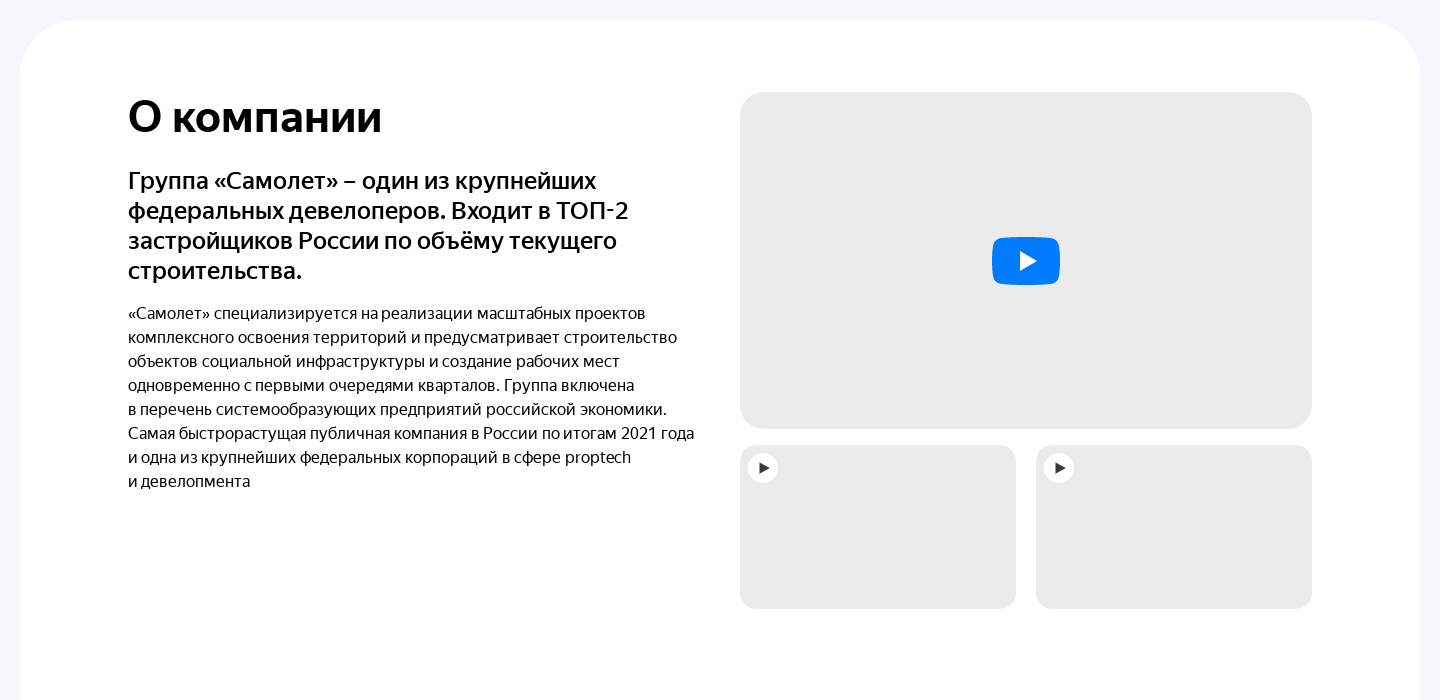 О компании
Группа «Самолет» – один из крупнейших
федеральных девелоперов. Входит в ТОП-2
застройщиков России по объёму текущего
строительства.
«Самолет» специализируется на реализации масштабных проектов
комплексного освоения территорий и предусматривает строительство
объектов социальной инфраструктуры и создание рабочих мест
одновременно с первыми очередями кварталов. Группа включена
в перечень системообразующих предприятий российской экономики.
Самая быстрорастущая публичная компания в России по итогам 2021 года
и одна из крупнейших федеральных корпораций в сфере proptech
и девелопмента